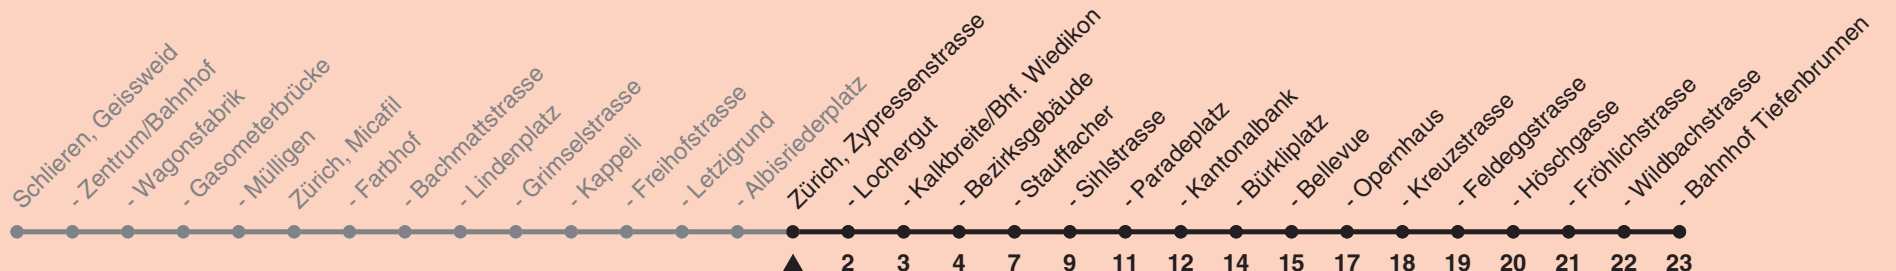 Schlieren, Geissweid
- Zentrum/Bahnhof
- Wagonsfabrik
- Gasometerbrücke
- Mülligen
Zürich, Micafil
- Farbhof
- Bachmattstrasse
- Lindenplatz
- Grimselstrasse
- Kappeli
- Freihofstrasse
- Letzigrund
- Albisriederplatz
Zürich, Zypressenstrasse
- Lochergut
- Kalkbreite/Bhf. Wiedikon
- Bezirksgebäude
- Stauffacher
- Sihlstrasse
- Paradeplatz
- Kantonalbank
- Bürkliplatz
- Bellevue
- Opernhaus
- Kreuzstrasse
- Feldeggstrasse
- Höschgasse
- Fröhlichstrasse
- Wildbachstrasse
- Bahnhof Tiefenbrunnen
2 3 4 7 9 11 12 14 15 17 18 19 20 21 22 23